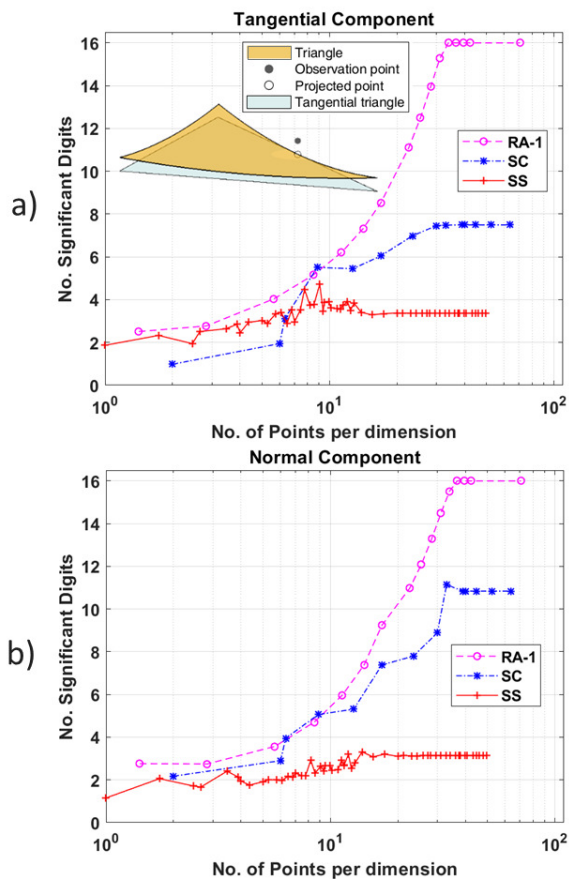 Tangential Component
16
14
12
10
8
6
4
2
0
No. Significant Digits
a)
Triangle
Observation point
Projected point
Tangential triangle
RA-1
SC
SS
10^0
10^1
10^2
No. of Points per dimension
Normal Component
16
14
12
10
8
6
4
2
0
No. Significant Digits
b)
RA-1
SC
SS
10^0
10^1
10^2
No. of Points per dimension